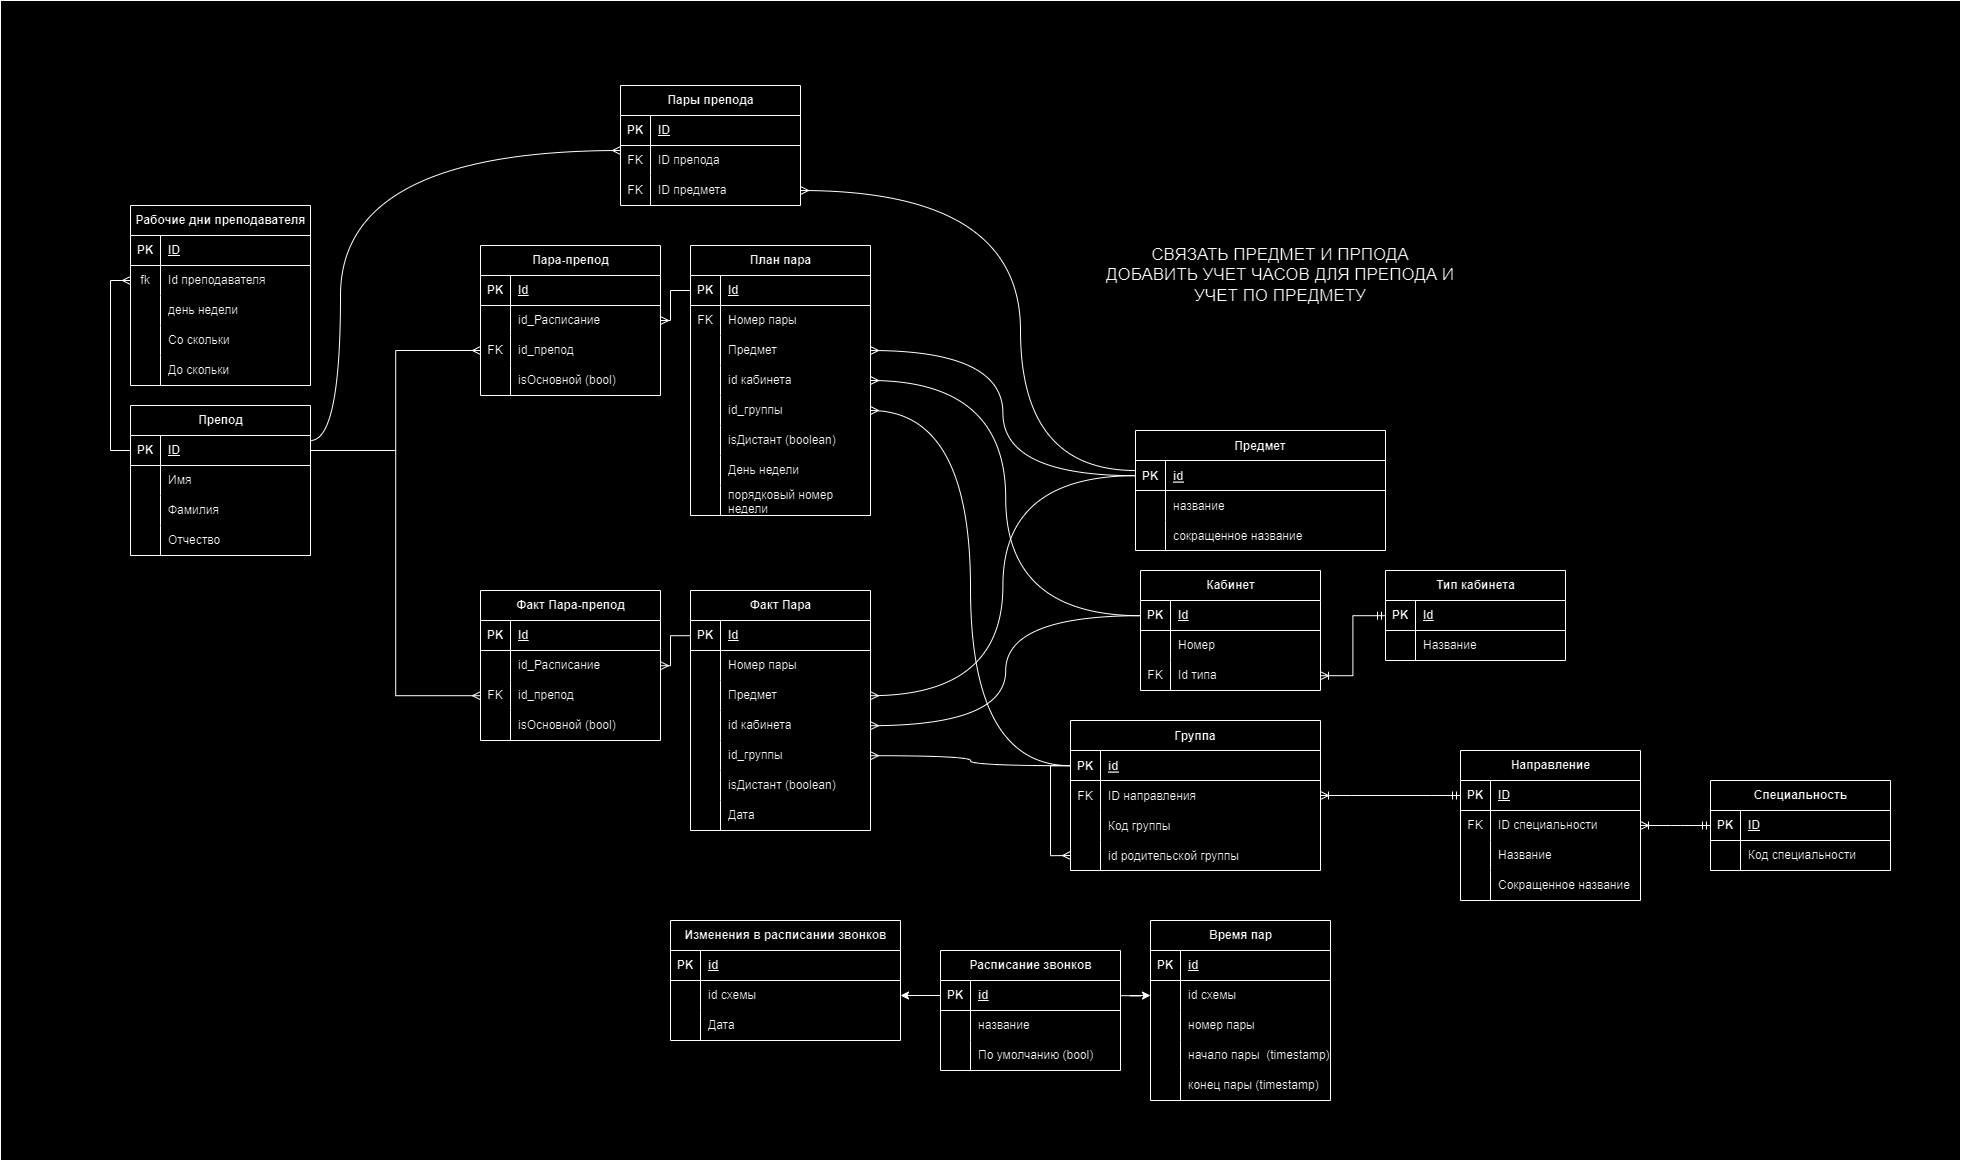 Пары препода
PK ID
FK ID препода
FK ID предмета
Рабочие дни преподавателя
PK ID
fk Id преподавателя
день недели
Со скольки
До скольки
Препод
PK ID
Имя
Фамилия
Отчество
Пара-препод
PK Id
id_Расписание
FK id_препод
isОсновной (bool)
План пара
PK Id
FK Номер пары
Предмет
id кабинета
id_группы
isДистант (boolean)
День недели
порядковый номер
недели
СВЯЗАТЬ ПРЕДМЕТ И ПРПОДА
ДОБАВИТЬ УЧЕТ ЧАСОВ ДЛЯ ПРЕПОДА И
УЧЕТ ПО ПРЕДМЕТУ
Предмет
PK id
название
сокращенное название
Факт Пара-препод
PK Id
id_Расписание
FK id_препод
isОсновной (bool)
Факт Пара
PK Id
Номер пары
Предмет
id кабинета
id_группы
isДистант (boolean)
Дата
Кабинет
PK Id
Номер
FK Id типа
Тип кабинета
PK Id
Название
Группа
PK id
FK ID направления
Код группы
id родительской группы
Направление
PK ID
FK ID специальности
Название
Сокращенное название
Специальность
PK ID
Код специальности
Изменения в расписании звонков
PK id
id схемы
Дата
Расписание звонков
PK id
название
По умолчанию (bool)
Время пар
PK id
id схемы
номер пары
начало пары (timestamp)
конец пары (timestamp)